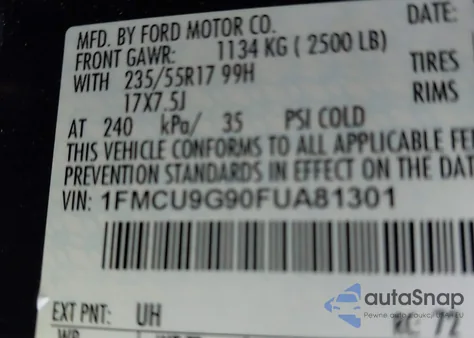 MFD. BY FORD MOTOR CO.
DATE:
FRONT GAWR: 1134 KG ( 2500 LB)
WITH 235/55R17 99H
TIRES
17X7.5J
RIMS
AT 240 kPa/ 35 PSI COLD
THIS VEHICLE CONFORMS TO ALL APPLICABLE FE
PREVENTION STANDARDS IN EFFECT ON THE DAT
VIN: 1FMCU9G90FUA81301
autoSnap
EXT PNT: UH